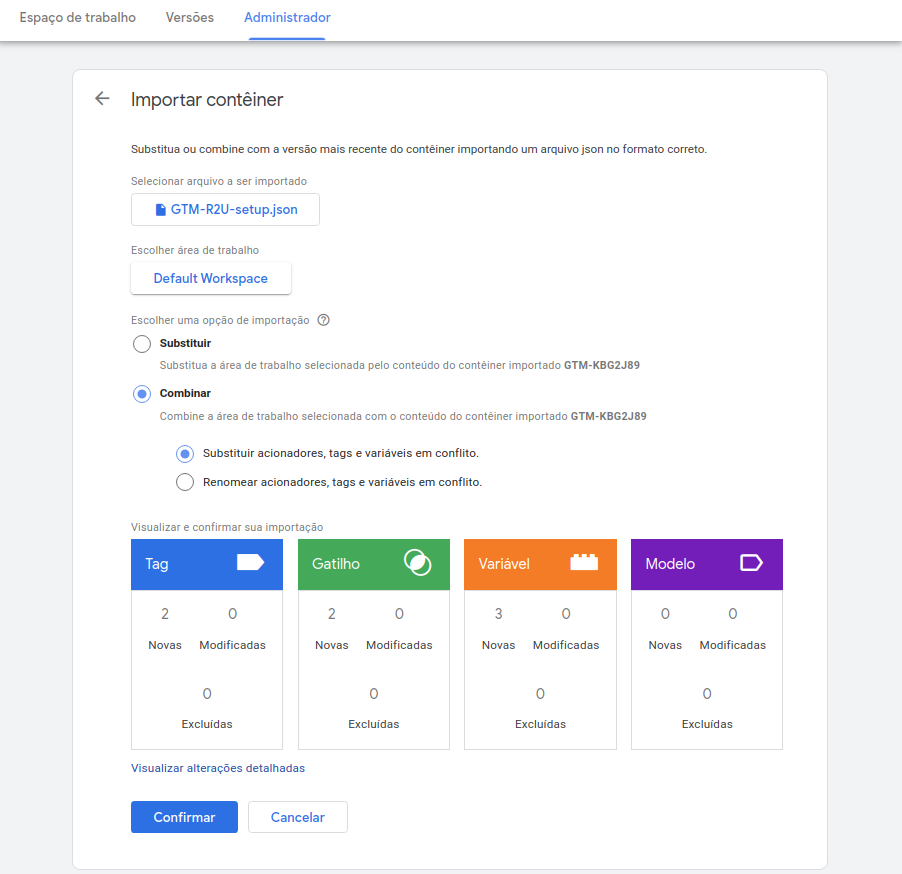 Espaço de trabalho Versões Administrador
Importar contêiner
Substitua ou combine com a versão mais recente do contêiner importando um arquivo json no formato correto.
Selecionar arquivo a ser importado
GTM-R2U-setup.json
Escolher área de trabalho
Default Workspace
Escolher uma opção de importação
Substituir
Substitua a área de trabalho selecionada pelo conteúdo do contêiner importado GTM-KBG2J89
Combinar
Combine a área de trabalho selecionada com o conteúdo do contêiner importado GTM-KBG2J89
Substituir acionadores, tags e variáveis em conflito.
Renomear acionadores, tags e variáveis em conflito.
Visualizar e confirmar sua importação
Tag Gatilho Variável Modelo
2 0 2 0 3 0 0 0
Novas Modificadas Novas Modificadas Novas Modificadas Novas Modificadas
0 0 0 0
Excluídas Excluídas Excluídas Excluídas
Visualizar alterações detalhadas
Confirmar Cancelar